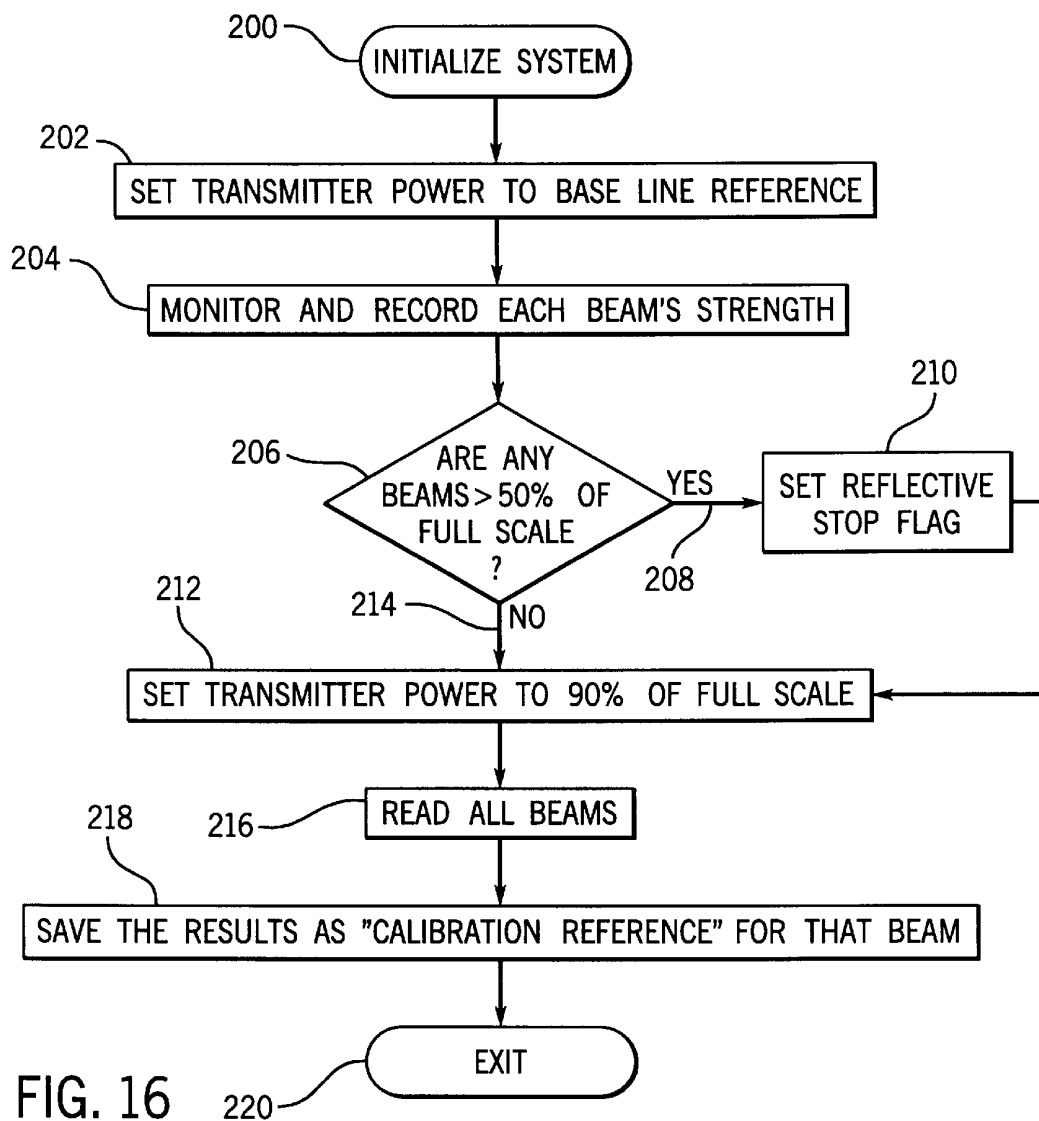 200
INITIALIZE SYSTEM
202
SET TRANSMITTER POWER TO BASE LINE REFERENCE
204
MONITOR AND RECORD EACH BEAM'S STRENGTH
206
ARE ANY
BEAMS > 50% OF
FULL SCALE
?
YES
208
210
SET REFLECTIVE
STOP FLAG
212
214
NO
SET TRANSMITTER POWER TO 90% OF FULL SCALE
216
READ ALL BEAMS
218
SAVE THE RESULTS AS "CALIBRATION REFERENCE" FOR THAT BEAM
EXIT
220
FIG. 16